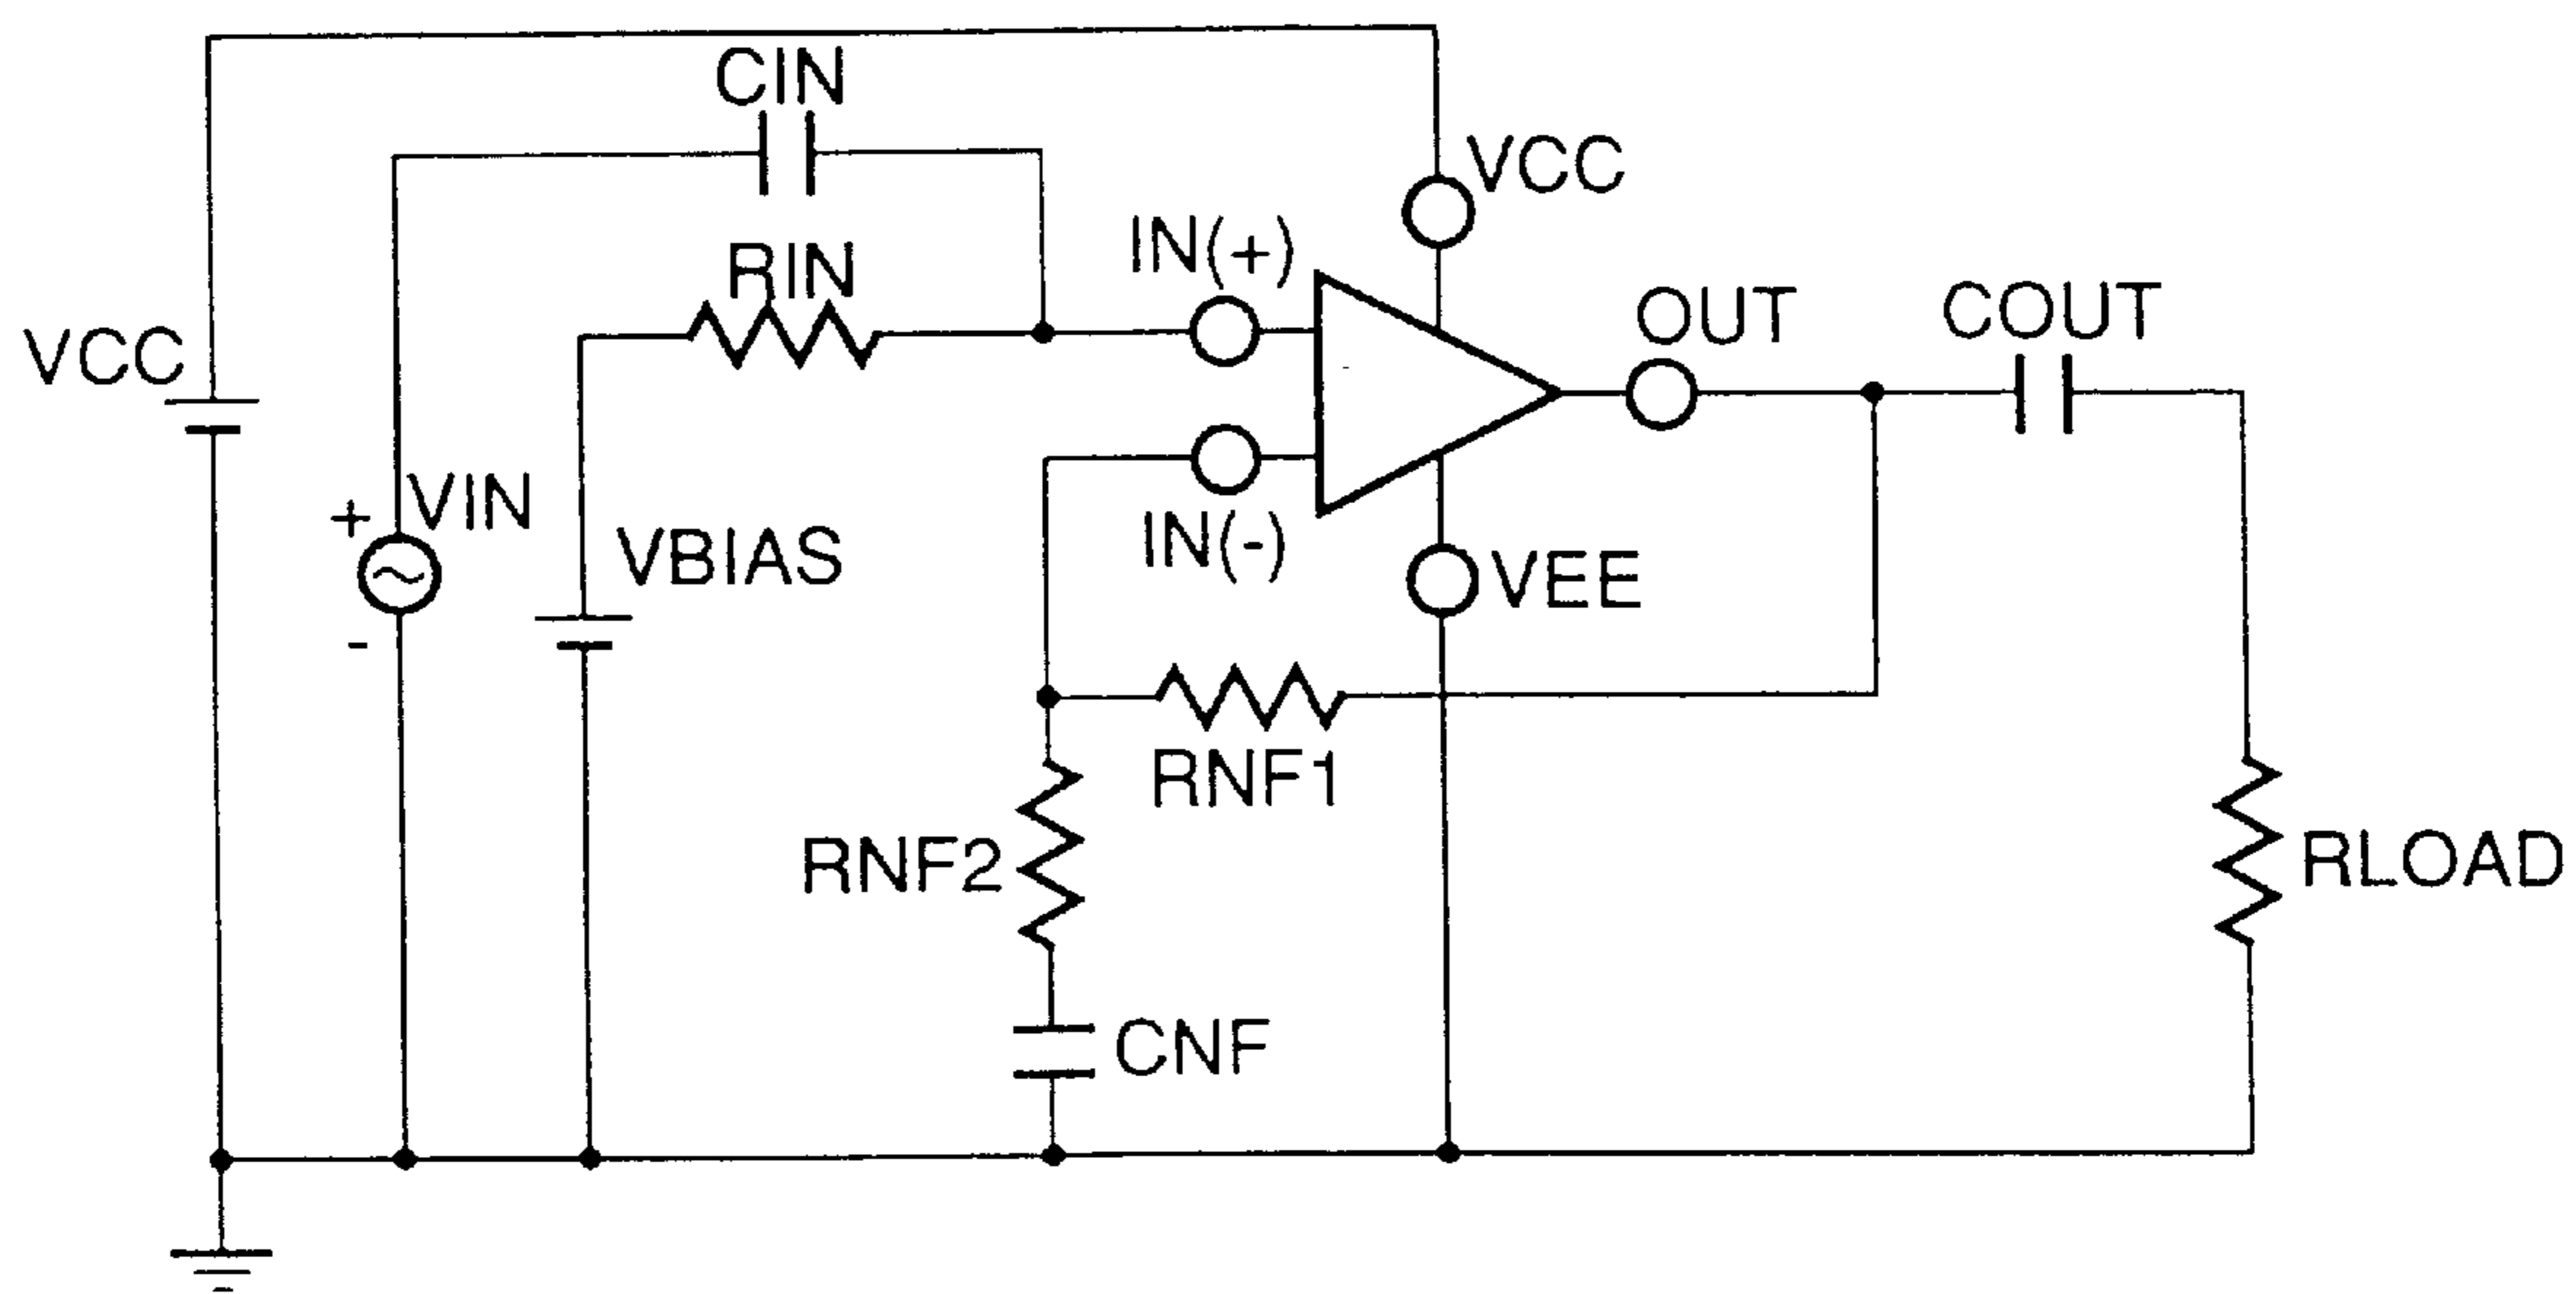 CIN
VCC
IN(+)
RIN
OUT
COUT
VCC
+
VIN
IN(-)
VBIAS
VEE
-
RNF1
RNF2
RLOAD
CNF